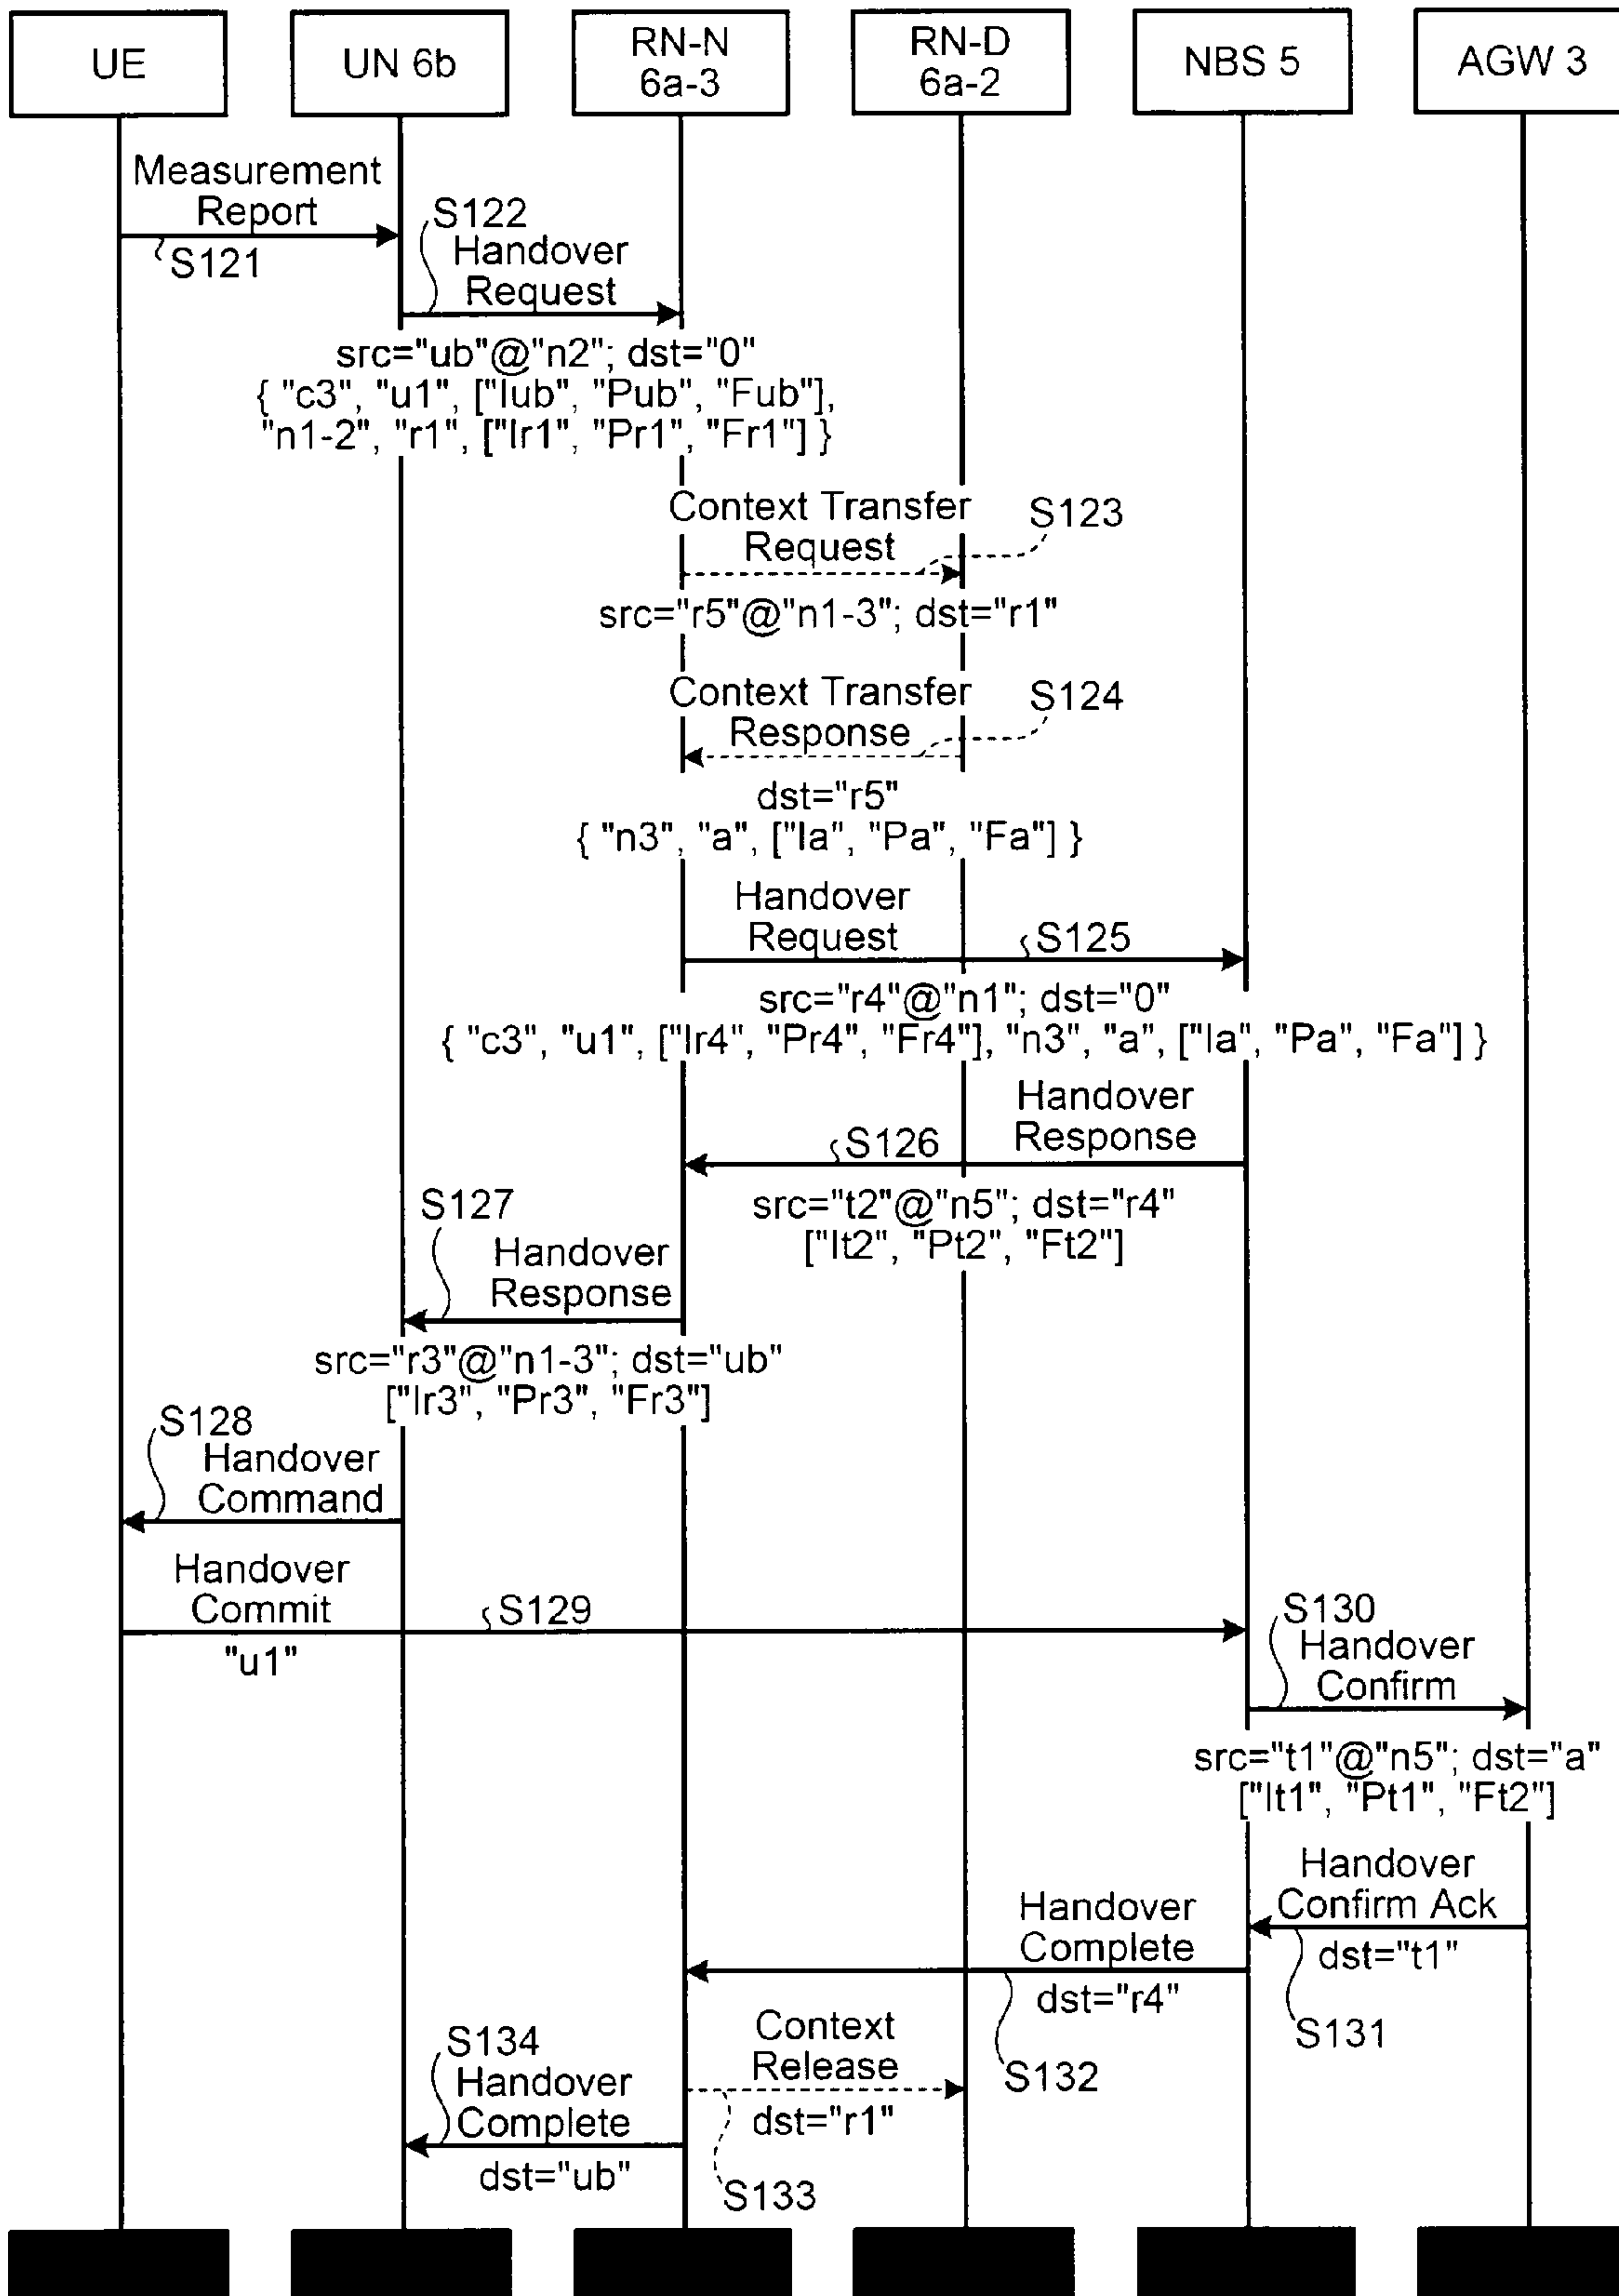 UE
UN 6b
RN-N
6a-3
RN-D
6a-2
NBS 5
AGW 3
Measurement
Report
S121
S122
Handover
Request
src="ub"@"n2"; dst="0"
{ "c3", "u1", ["Iub", "Pub", "Fub"],
"n1-2", "r1", ["Ir1", "Pr1", "Fr1"] }
Context Transfer
Request
S123
src="r5"@"n1-3"; dst="r1"
Context Transfer
Response
S124
dst="r5"
{ "n3", "a", ["Ia", "Pa", "Fa"] }
Handover
Request
S125
src="r4"@"n1"; dst="0"
{ "c3", "u1", ["Ir4", "Pr4", "Fr4"], "n3", "a", ["Ia", "Pa", "Fa"] }
Handover
Response
S126
src="t2"@"n5"; dst="r4"
["It2", "Pt2", "Ft2"]
S127
Handover
Response
src="r3"@"n1-3"; dst="ub"
["Ir3", "Pr3", "Fr3"]
S128
Handover
Command
Handover
Commit
S129
"u1"
S130
Handover
Confirm
src="t1"@"n5"; dst="a"
["It1", "Pt1", "Ft2"]
Handover
Confirm Ack
dst="t1"
S131
Handover
Complete
dst="r4"
S132
Context
Release
dst="r1"
S133
S134
Handover
Complete
dst="ub"